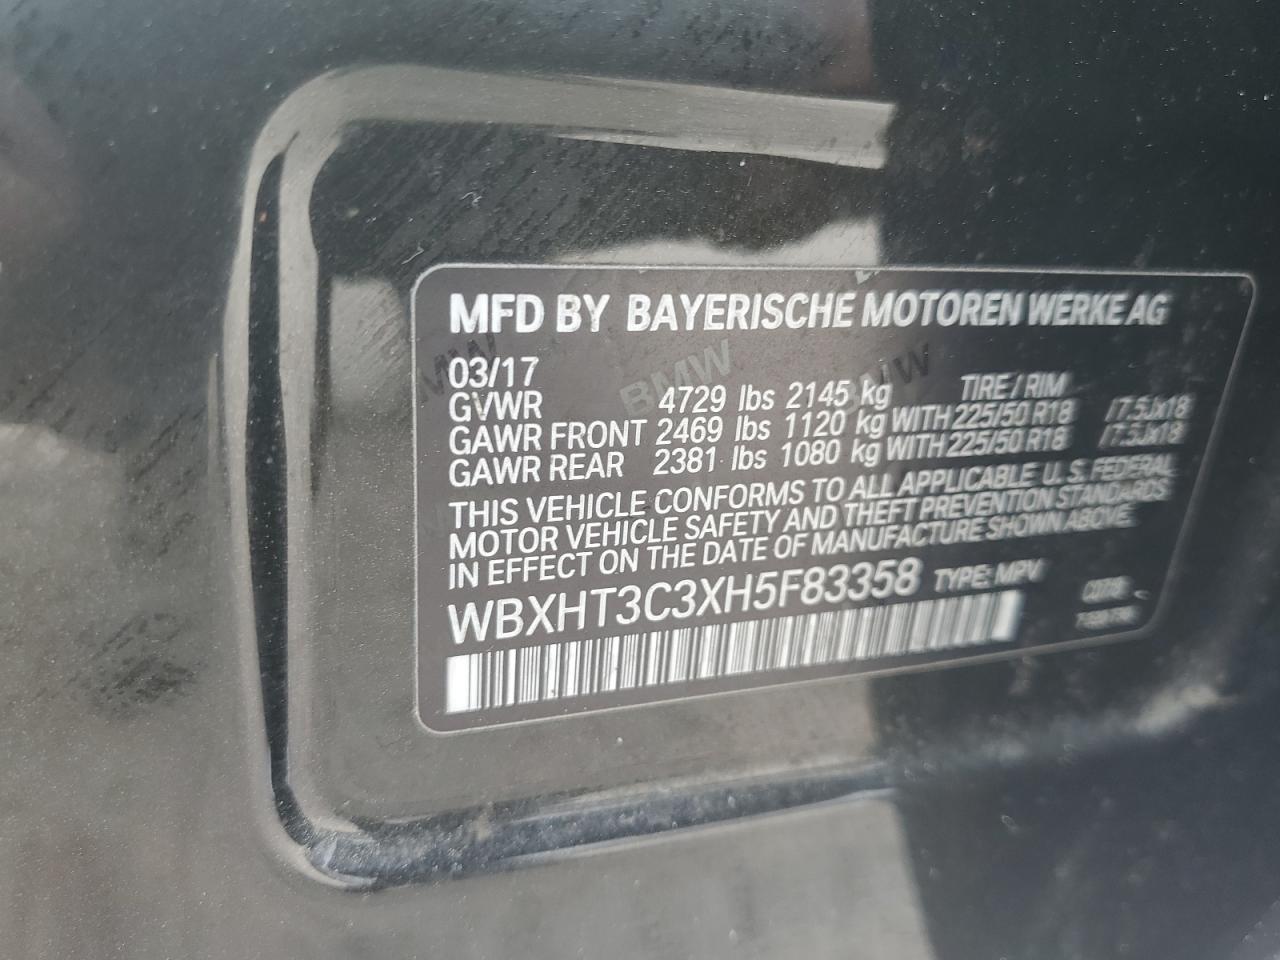 MFD BY BAYERISCHE MOTOREN WERKE AG
03/17
GVWR 4729 lbs 2145 kg TIRE / RIM
GAWR FRONT 2469 lbs 1120 kg WITH 225/50 R18 / 7.5Jx18
GAWR REAR 2381 lbs 1080 kg WITH 225/50 R18 / 7.5Jx18
THIS VEHICLE CONFORMS TO ALL APPLICABLE U. S. FEDERAL
MOTOR VEHICLE SAFETY AND THEFT PREVENTION STANDARDS
IN EFFECT ON THE DATE OF MANUFACTURE SHOWN ABOVE.
WBXHT3C3XH5F83358 TYPE: MPV
BMW
BMW
BMW